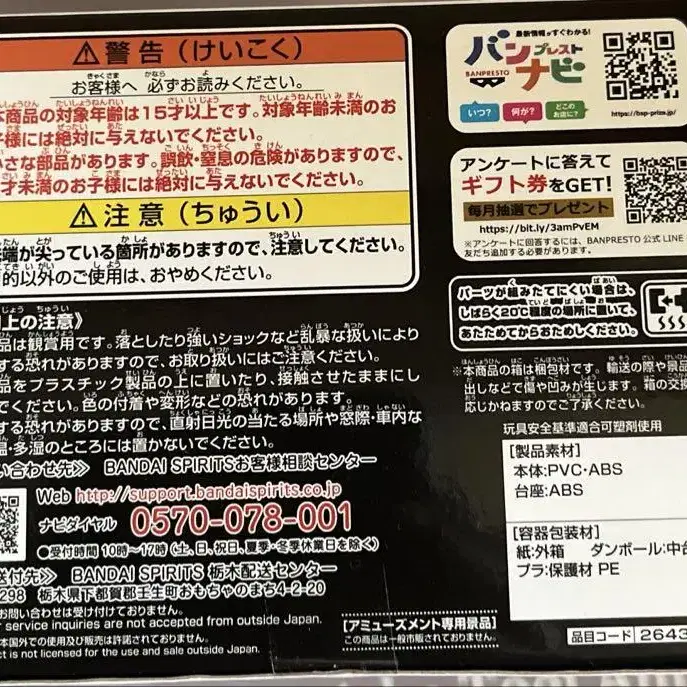 ⚠警告（けいこく）
お客様へ 必ずお読みください。
本商品の対象年齢は15才以上です。対象年齢未満のお
子様には絶対に与えないでください。
小さな部品があります。誤飲・窒息の危険がありますので、
才未満のお子様には絶対に与えないでください。
⚠注意（ちゅうい）
先端が尖っている箇所がありますので、注意してください。
的以外のご使用は、おやめください。
上の注意》
品は観賞用です。落としたり強いショックなど乱暴な扱いにより
する恐れがありますので、お取り扱いにはご注意ください。
品をプラスチック製品の上に置いたり、接触させたままにし
でください。色の付着や変形などの恐れがあります。
する恐れがありますので、直射日光の当たる場所や窓際・車内な
温・多湿のところには置かないでください。
い合わせ先≫ BANDAI SPIRITSお客様相談センター
Web http://support.bandaispirits.co.jp
ナビダイヤル 0570-078-001
●受付時間 10時～17時（土、日、祝日、夏季・冬季休業日を除く）
送付先≫ BANDAI SPIRITS 栃木配送センター
298 栃木県下都賀郡壬生町おもちゃのまち4-2-20
お問い合わせは受け付けておりません。
r service inquiries are not accepted from outside Japan.
本国外での使用及び販売は許諾されておりません。
ct is not licensed for the use and sale outside Japan.
[アミューズメント専用景品]
この商品は一般市販されておりません。
最新情報がすぐわかる!
バンプレストナビ
BANPRESTO
いつ?
何が?
どこのお店に?
https://bsp-prize.jp/
アンケートに答えて
ギフト券をGET!
毎月抽選でプレゼント
https://bit.ly/3amPvEM
※アンケートに回答するには、BANPRESTO 公式 LINE
友だち追加する必要があります。
パーツが組みたてにくい場合は、
しばらく20℃程度の場所に置いて、
あたためてからおためしください。
※本商品の箱は梱包材です。輸送の際や景品
出しなどで傷や凹みが生じます。箱の交換
応じかねますのでご了承ください。
玩具安全基準適合可塑剤使用
[製品素材]
本体:PVC・ABS
台座:ABS
[容器包装材]
紙:外箱 ダンボール:中台
プラ:保護材 PE
品目コード 2643